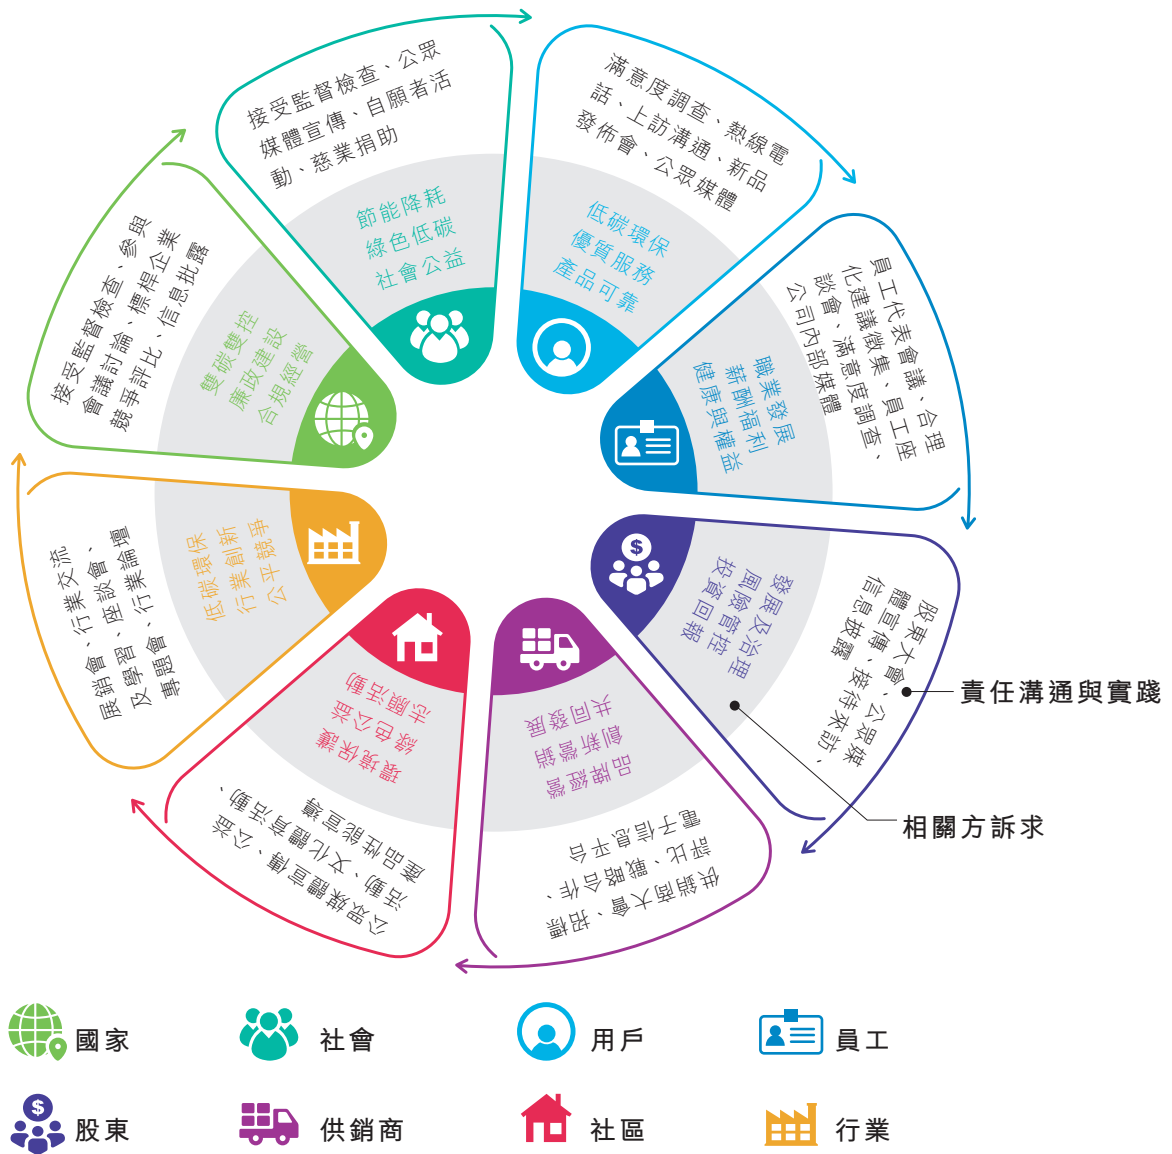 接受監督檢查、公眾
媒體宣傳、自願者活
動、慈業捐助
節能降耗
綠色低碳
社會公益
滿意度調查、熱線電
話、上訪溝通、新品
發佈會、公眾媒體
低碳環保
優質服務
產品可靠
員工代表會議、合理
化建議徵集、員工座
談會、滿意度調查、
公司內部媒體
職業發展
薪酬福利
健康與權益
股東大會、公眾媒
體宣傳、接待來訪、
信息披露
發展及治理
風險管控
投資回報
責任溝通與實踐
相關方訴求
供銷商大會、招標
評比、戰略合作、
電子信息平台
品牌經營
創新營銷
共同發展
公眾媒體宣傳、公益
活動、文化體育活動、
產品性能宣導
環境保護
綠色公益
志願活動
展銷會、行業交流
及學習、座談會、
專題會、行業論壇
低碳環保
行業創新
公平競爭
接受監督檢查、參與
會議討論、標桿企業
競爭評比、信息批露
雙碳雙控
廉政建設
合規經營
國家
社會
用戶
員工
股東
供銷商
社區
行業